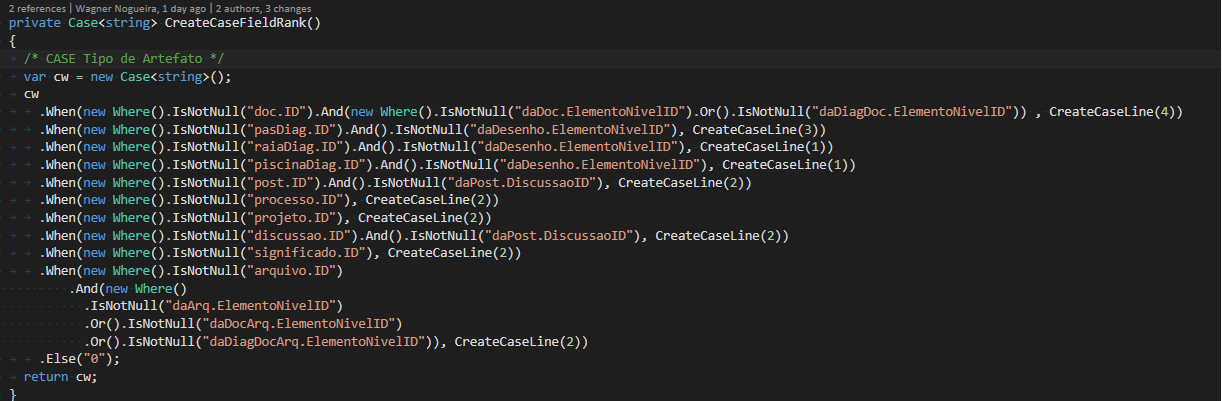 2 references | Wagner Nogueira, 1 day ago | 2 authors, 3 changes
private Case<string> CreateCaseFieldRank()
{
/* CASE Tipo de Artefato */
var cw = new Case<string>();
cw
.When(new Where().IsNotNull("doc.ID").And(new Where().IsNotNull("daDoc.ElementoNivelID").Or().IsNotNull("daDiagDoc.ElementoNivelID")) , CreateCaseLine(4))
.When(new Where().IsNotNull("pasDiag.ID").And().IsNotNull("daDesenho.ElementoNivelID"), CreateCaseLine(3))
.When(new Where().IsNotNull("raiaDiag.ID").And().IsNotNull("daDesenho.ElementoNivelID"), CreateCaseLine(1))
.When(new Where().IsNotNull("piscinaDiag.ID").And().IsNotNull("daDesenho.ElementoNivelID"), CreateCaseLine(1))
.When(new Where().IsNotNull("post.ID").And().IsNotNull("daPost.DiscussaoID"), CreateCaseLine(2))
.When(new Where().IsNotNull("processo.ID"), CreateCaseLine(2))
.When(new Where().IsNotNull("projeto.ID"), CreateCaseLine(2))
.When(new Where().IsNotNull("discussao.ID").And().IsNotNull("daPost.DiscussaoID"), CreateCaseLine(2))
.When(new Where().IsNotNull("significado.ID"), CreateCaseLine(2))
.When(new Where().IsNotNull("arquivo.ID")
.And(new Where()
.IsNotNull("daArq.ElementoNivelID")
.Or().IsNotNull("daDocArq.ElementoNivelID")
.Or().IsNotNull("daDiagDocArq.ElementoNivelID")), CreateCaseLine(2))
.Else("0");
return cw;
}